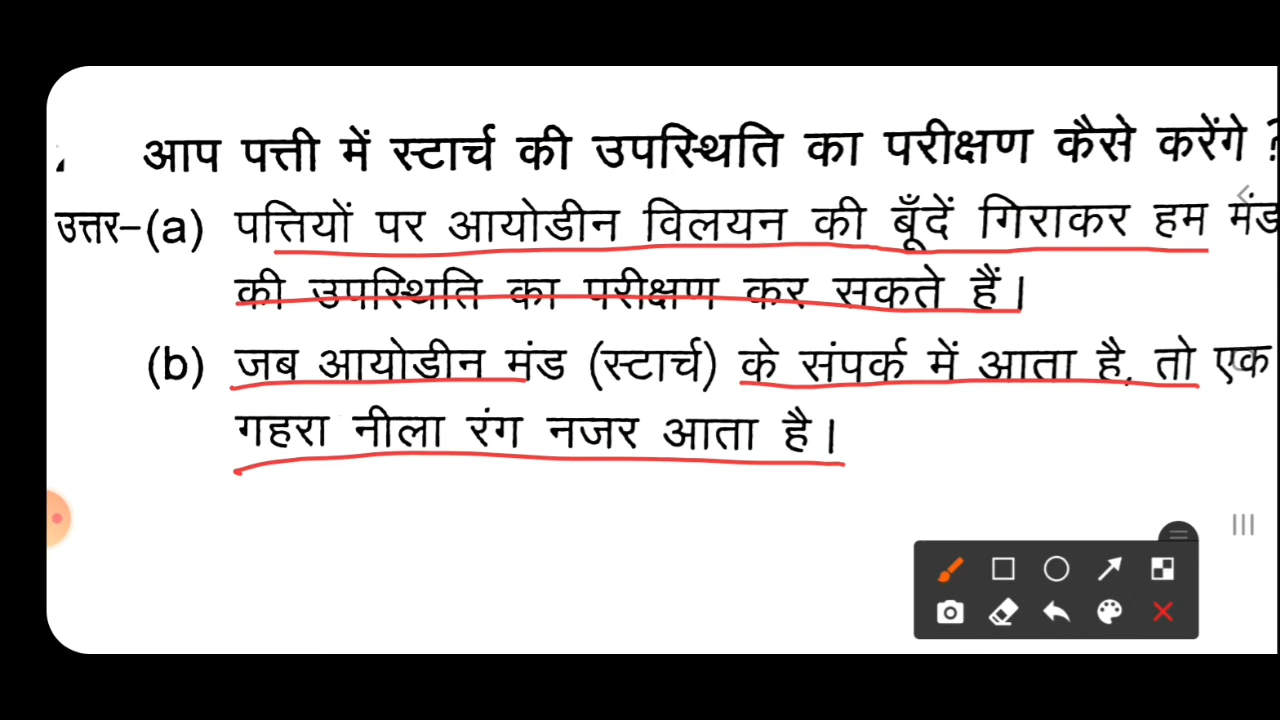 आप पत्ती में स्टार्च की उपस्थिति का परीक्षण कैसे करेंगे ?
उत्तर–(a) पत्तियों पर आयोडीन विलयन की बूँदें गिराकर हम मंड
की उपस्थिति का परीक्षण कर सकते हैं।
(b) जब आयोडीन मंड (स्टार्च) के संपर्क में आता है, तो एक
गहरा नीला रंग नजर आता है।